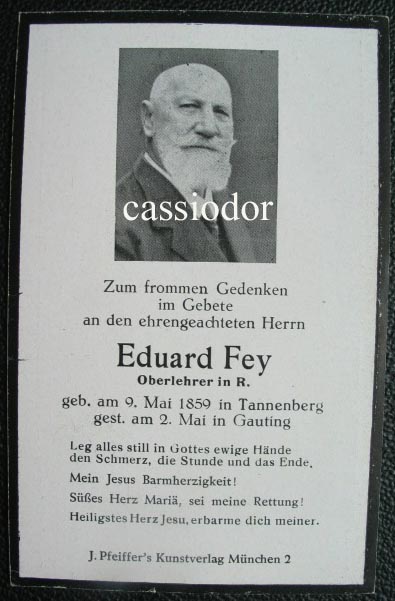 cassiodor
Zum frommen Gedenken
im Gebete
an den ehrengeachteten Herrn
Eduard Fey
Oberlehrer in R.
geb. am 9. Mai 1859 in Tannenberg
gest. am 2. Mai in Gauting
Leg alles still in Gottes ewige Hände
den Schmerz, die Stunde und das Ende.
Mein Jesus Barmherzigkeit!
Süßes Herz Mariä, sei meine Rettung!
Heiligstes Herz Jesu, erbarme dich meiner.
J. Pfeiffer's Kunstverlag München 2